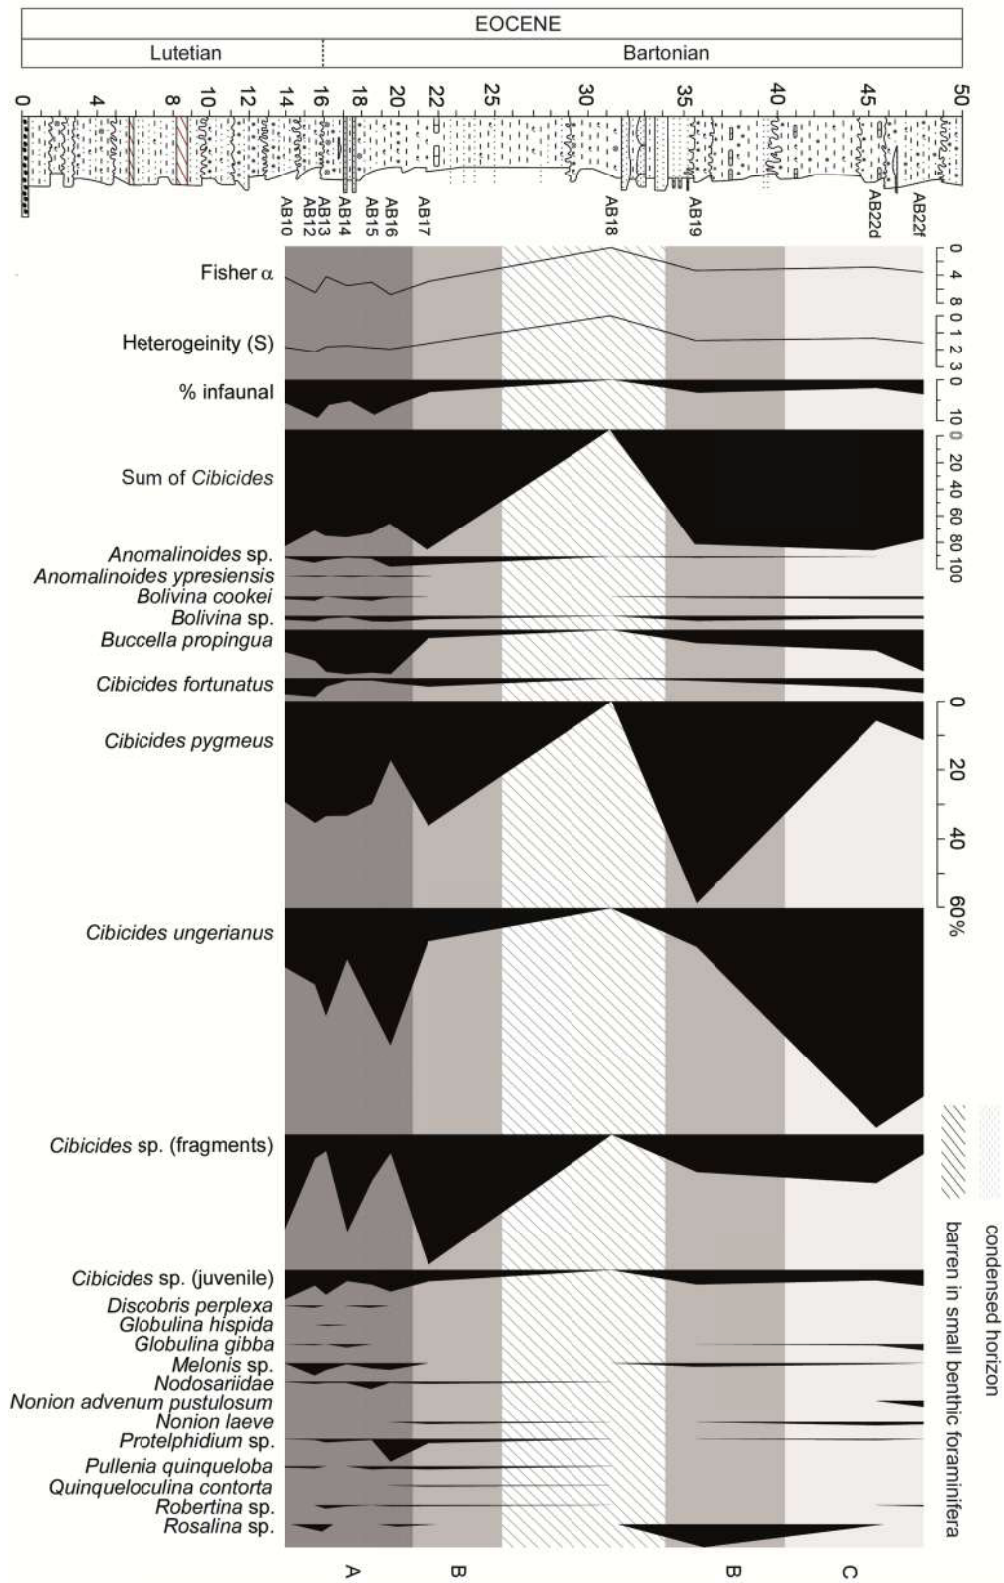 EOCENE
Lutetian
Bartonian
0
4
8
10
12
14
16
18
20
22
25
30
35
40
45
50
AB10
AB12
AB13
AB14
AB15
AB16
AB17
AB18
AB19
AB22d
AB22f
Fisher α
0
4
8
Heterogeinity (S)
0
1
2
3
% infaunal
0
10
Sum of Cibicides
0
20
40
60
80
100
Anomalinoides sp.
Anomalinoides ypresiensis
Bolivina cookei
Bolivina sp.
Buccella propingua
Cibicides fortunatus
Cibicides pygmeus
0
20
40
60%
Cibicides ungerianus
Cibicides sp. (fragments)
Cibicides sp. (juvenile)
Discobris perplexa
Globulina hispida
Globulina gibba
Melonis sp.
Nodosariidae
Nonion advenum pustulosum
Nonion laeve
Protelphidium sp.
Pullenia quinqueloba
Quinqueloculina contorta
Robertina sp.
Rosalina sp.
condensed horizon
barren in small benthic foraminifera
A
B
B
C